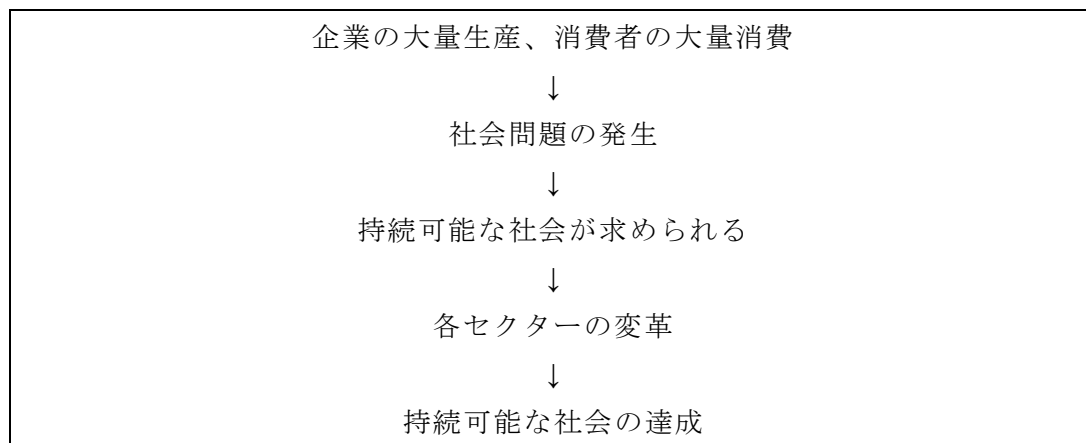 企業の大量生産、消費者の大量消費
↓
社会問題の発生
↓
持続可能な社会が求められる
↓
各セクターの変革
↓
持続可能な社会の達成